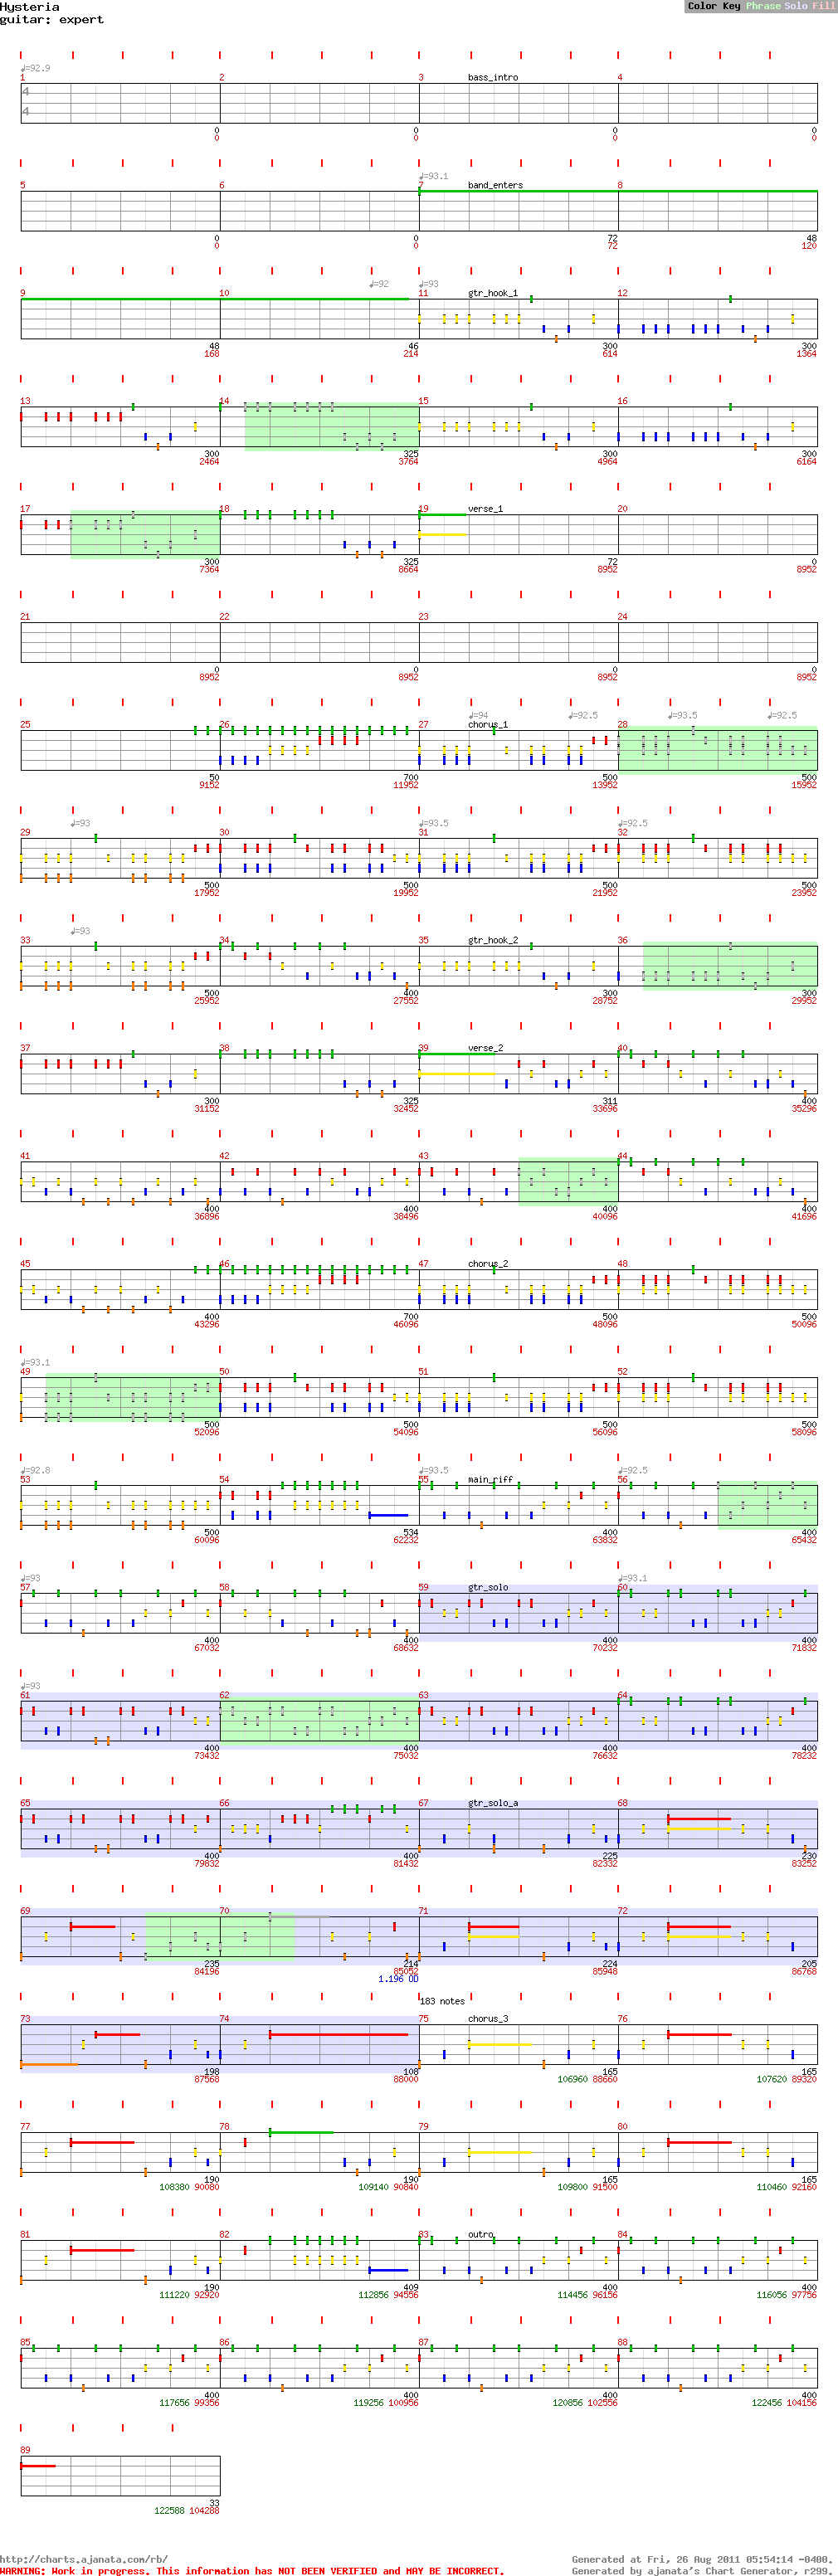 Hysteria
Color Key Phrase Solo Fill
guitar: expert
♩=92.9
1 2 3 bass_intro 4
4
4
0 0 0 0
0 0 0 0
♩=93.1
5 6 7 band_enters 8
0 0 72 48
0 0 72 120
♩=92 ♩=93
9 10 11 gtr_hook_1 12
48 46 300 300
168 214 614 1364
13 14 15 16
300 325 300 300
2464 3764 4964 6164
17 18 19 verse_1 20
300 325 72 0
7364 8664 8952 8952
21 22 23 24
0 0 0 0
8952 8952 8952 8952
♩=94 ♩=92.5 ♩=93.5 ♩=92.5
25 26 27 chorus_1 28
50 700 500 500
9152 11952 13952 15952
♩=93 ♩=93.5 ♩=92.5
29 30 31 32
500 500 500 500
17952 19952 21952 23952
♩=93
33 34 35 gtr_hook_2 36
500 400 300 300
25952 27552 28752 29952
37 38 39 verse_2 40
300 325 311 400
31152 32452 33696 35296
41 42 43 44
400 400 400 400
36896 38496 40096 41696
45 46 47 chorus_2 48
400 700 500 500
43296 46096 48096 50096
♩=93.1
49 50 51 52
500 500 500 500
52096 54096 56096 58096
♩=92.8 ♩=93.5 ♩=92.5
53 54 55 main_riff 56
500 534 400 400
60096 62232 63832 65432
♩=93 ♩=93.1
57 58 59 gtr_solo 60
400 400 400 400
67032 68632 70232 71832
♩=93
61 62 63 64
400 400 400 400
73432 75032 76632 78232
65 66 67 gtr_solo_a 68
400 400 225 230
79832 81432 82332 83252
69 70 71 72
235 214 224 205
84196 85052 85948 86768
1.196 OD
183 notes
73 74 75 chorus_3 76
198 108 165 165
87568 88000 106960 88660 107620 89320
77 78 79 80
190 190 165 165
108380 90080 109140 90840 109800 91500 110460 92160
81 82 83 outro 84
190 409 400 400
111220 92920 112856 94556 114456 96156 116056 97756
85 86 87 88
400 400 400 400
117656 99356 119256 100956 120856 102556 122456 104156
89
33
122588 104288
http://charts.ajanata.com/rb/
Generated at Fri, 26 Aug 2011 05:54:14 -0400.
WARNING: Work in progress. This information has NOT BEEN VERIFIED and MAY BE INCORRECT.
Generated by ajanata's Chart Generator, r299.